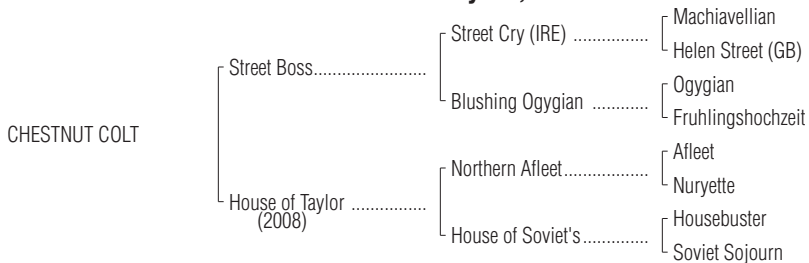 Machiavellian
Street Cry (IRE) ................
Helen Street (GB)
Street Boss........................
Ogygian
Blushing Ogygian ............
Fruhlingshochzeit
CHESTNUT COLT
Afleet
Northern Afleet..................
Nuryette
House of Taylor ................
(2008)
Housebuster
House of Soviet's..............
Soviet Sojourn